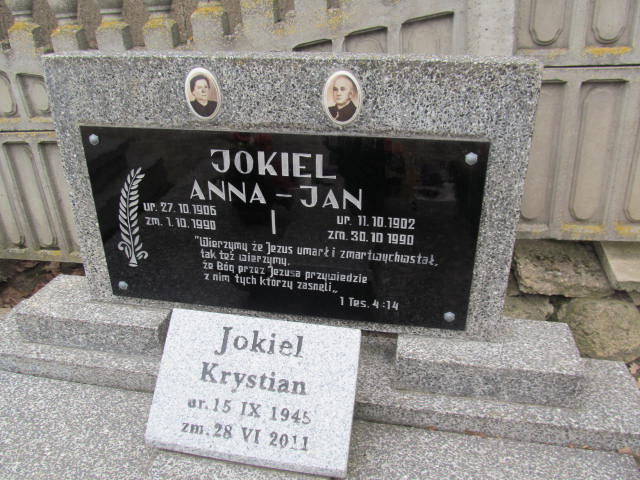 JOKIEL
ANNA – JAN
ur. 27. 10. 1906
zm. 1. 10. 1990
ur. 11. 10. 1902
zm. 30. 10 1990
"Wierzymy że Jezus umarł i zmartwychwstał,
tak też wierzymy,
że Bóg przez Jezusa przywiedzie
z nim tych którzy zasnęli„
1 Tes. 4:14
Jokiel
Krystian
ur. 15 IX 1945
zm. 28 VI 2011